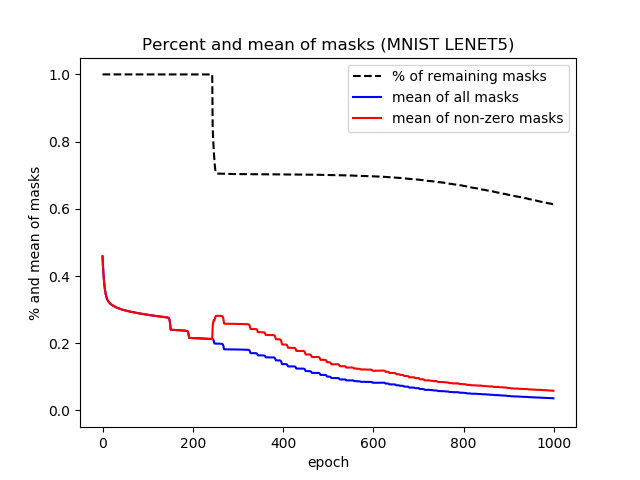 Percent and mean of masks (MNIST LENET5)
% of remaining masks
mean of all masks
mean of non-zero masks
% and mean of masks
1.0
0.8
0.6
0.4
0.2
0.0
0 200 400 600 800 1000
epoch